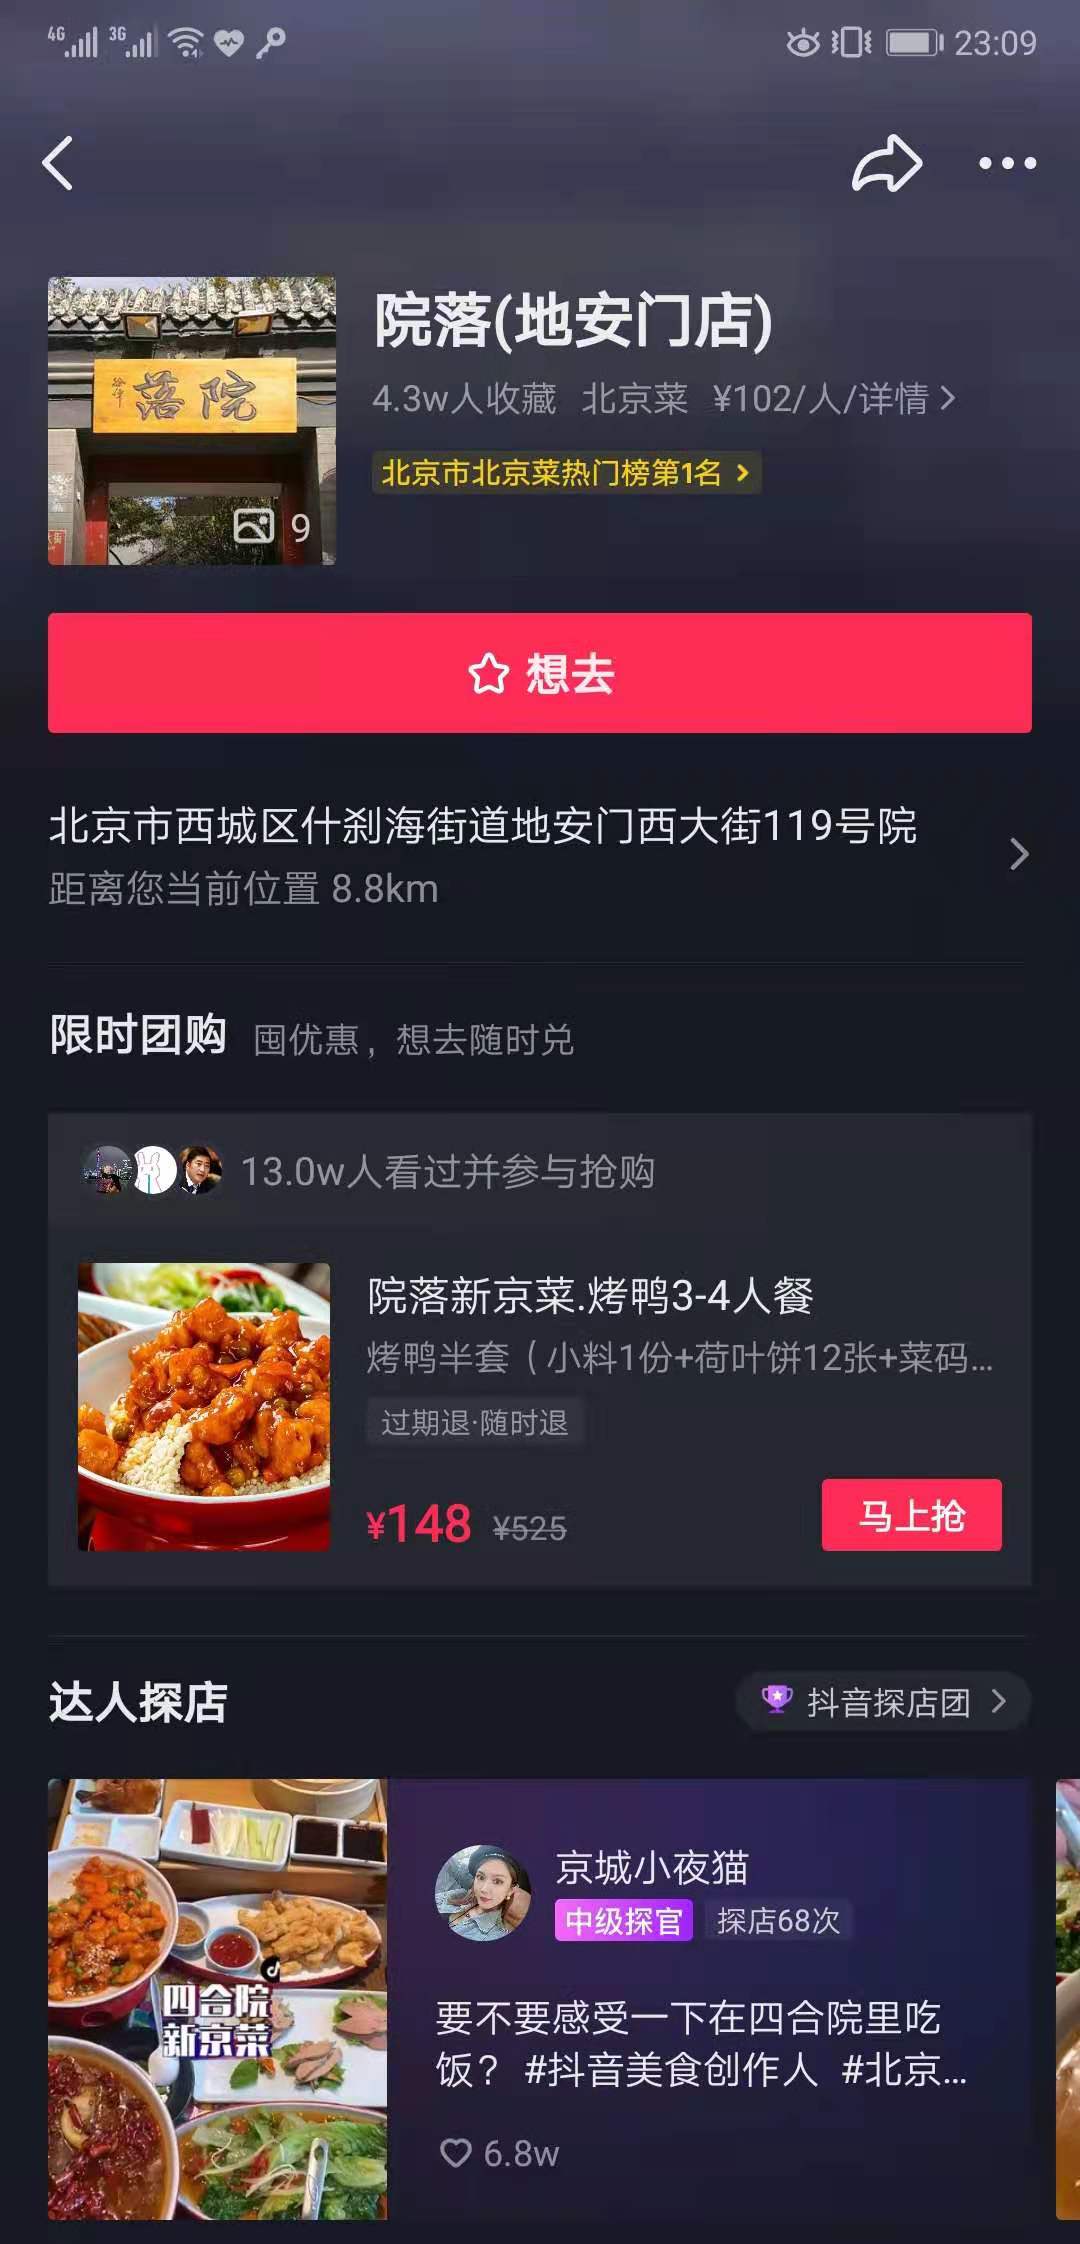 4G 3G 23:09
落院
9
院落(地安门店)
4.3w人收藏 北京菜 ¥102/人/详情
北京市北京菜热门榜第1名
想去
北京市西城区什刹海街道地安门西大街119号院
距离您当前位置 8.8km
限时团购 囤优惠，想去随时兑
13.0w人看过并参与抢购
院落新京菜.烤鸭3-4人餐
烤鸭半套（小料1份+荷叶饼12张+菜码...
过期退·随时退
¥148 ¥525 马上抢
达人探店 抖音探店团
京城小夜猫
中级探官 探店68次
四合院
新京菜
要不要感受一下在四合院里吃
饭？ #抖音美食创作人 #北京...
6.8w